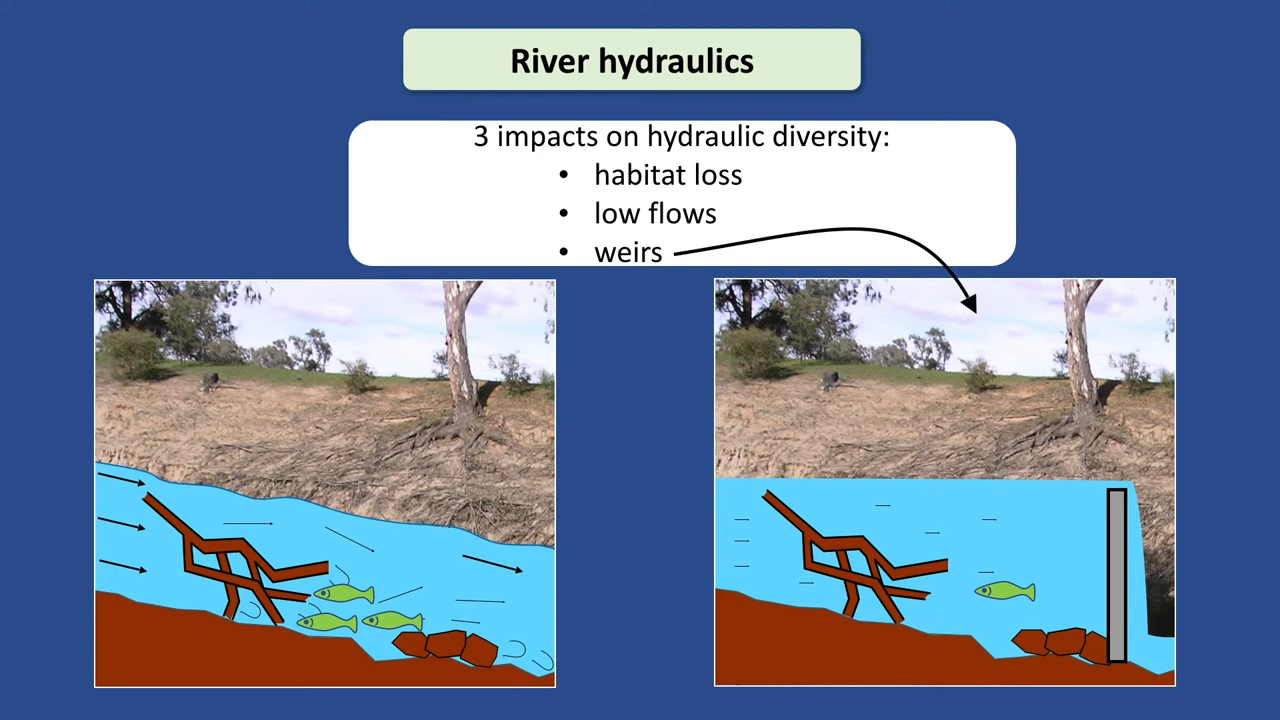 River hydraulics
3 impacts on hydraulic diversity:
• habitat loss
• low flows
• weirs